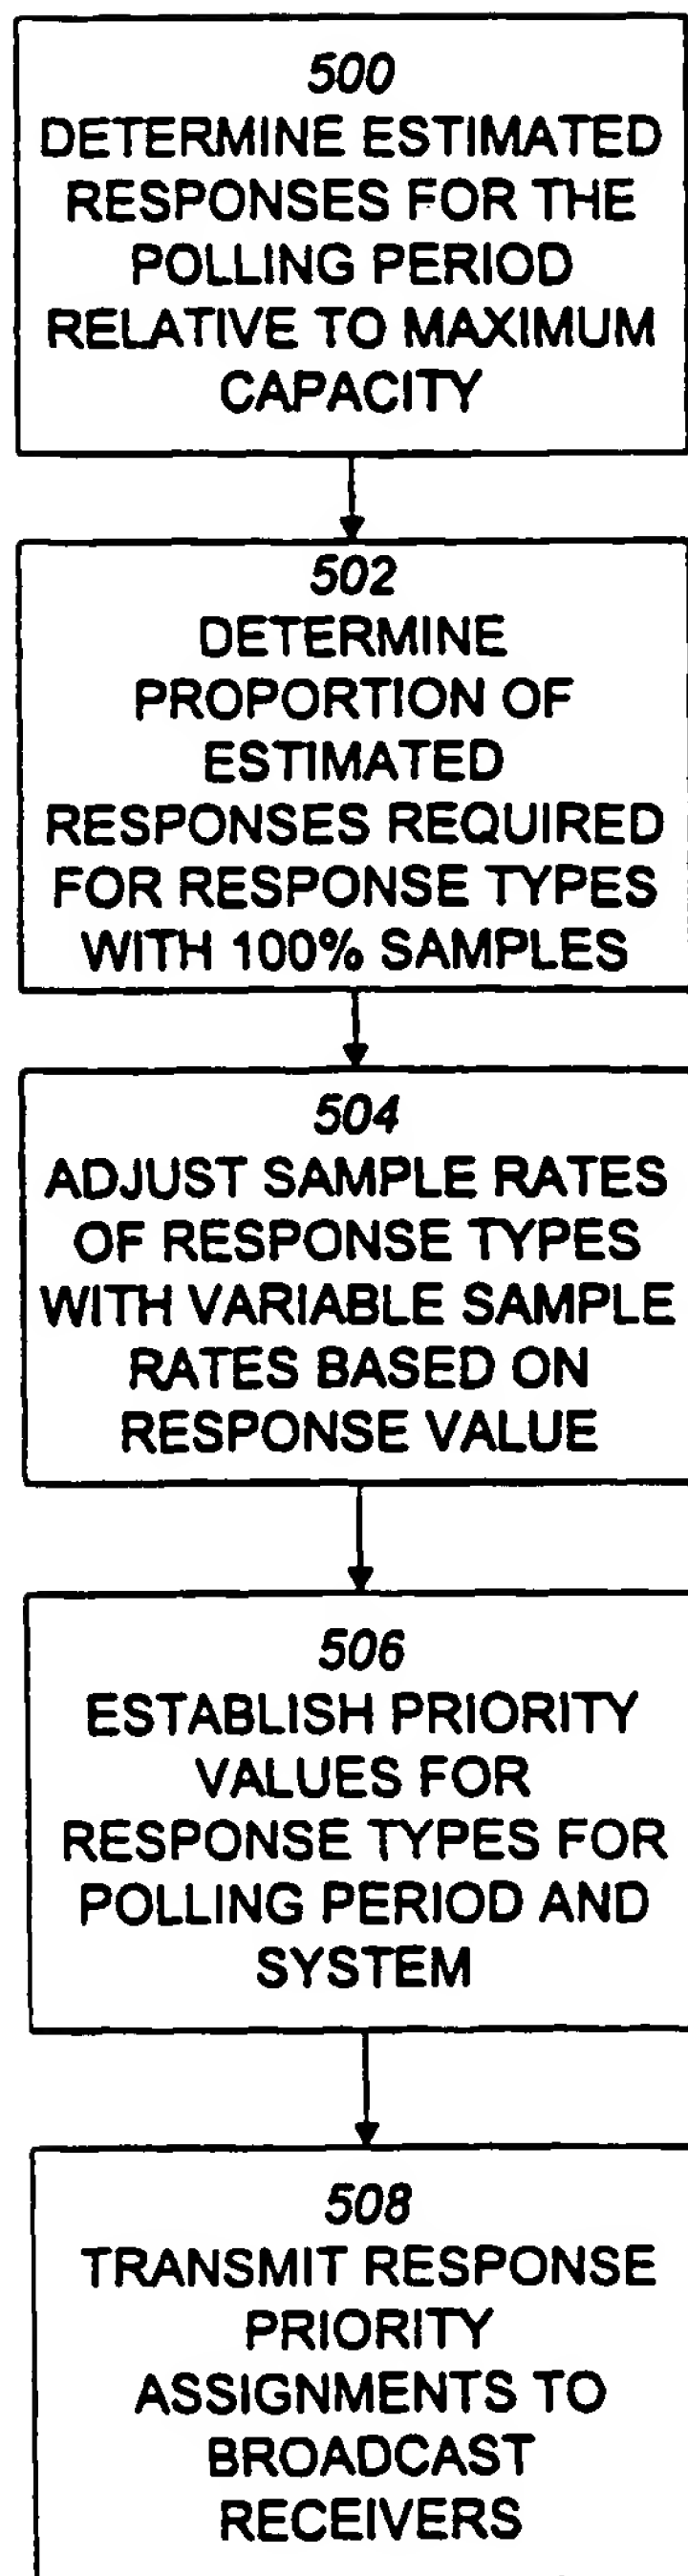 500
DETERMINE ESTIMATED
RESPONSES FOR THE
POLLING PERIOD
RELATIVE TO MAXIMUM
CAPACITY
502
DETERMINE
PROPORTION OF
ESTIMATED
RESPONSES REQUIRED
FOR RESPONSE TYPES
WITH 100% SAMPLES
504
ADJUST SAMPLE RATES
OF RESPONSE TYPES
WITH VARIABLE SAMPLE
RATES BASED ON
RESPONSE VALUE
506
ESTABLISH PRIORITY
VALUES FOR
RESPONSE TYPES FOR
POLLING PERIOD AND
SYSTEM
508
TRANSMIT RESPONSE
PRIORITY
ASSIGNMENTS TO
BROADCAST
RECEIVERS